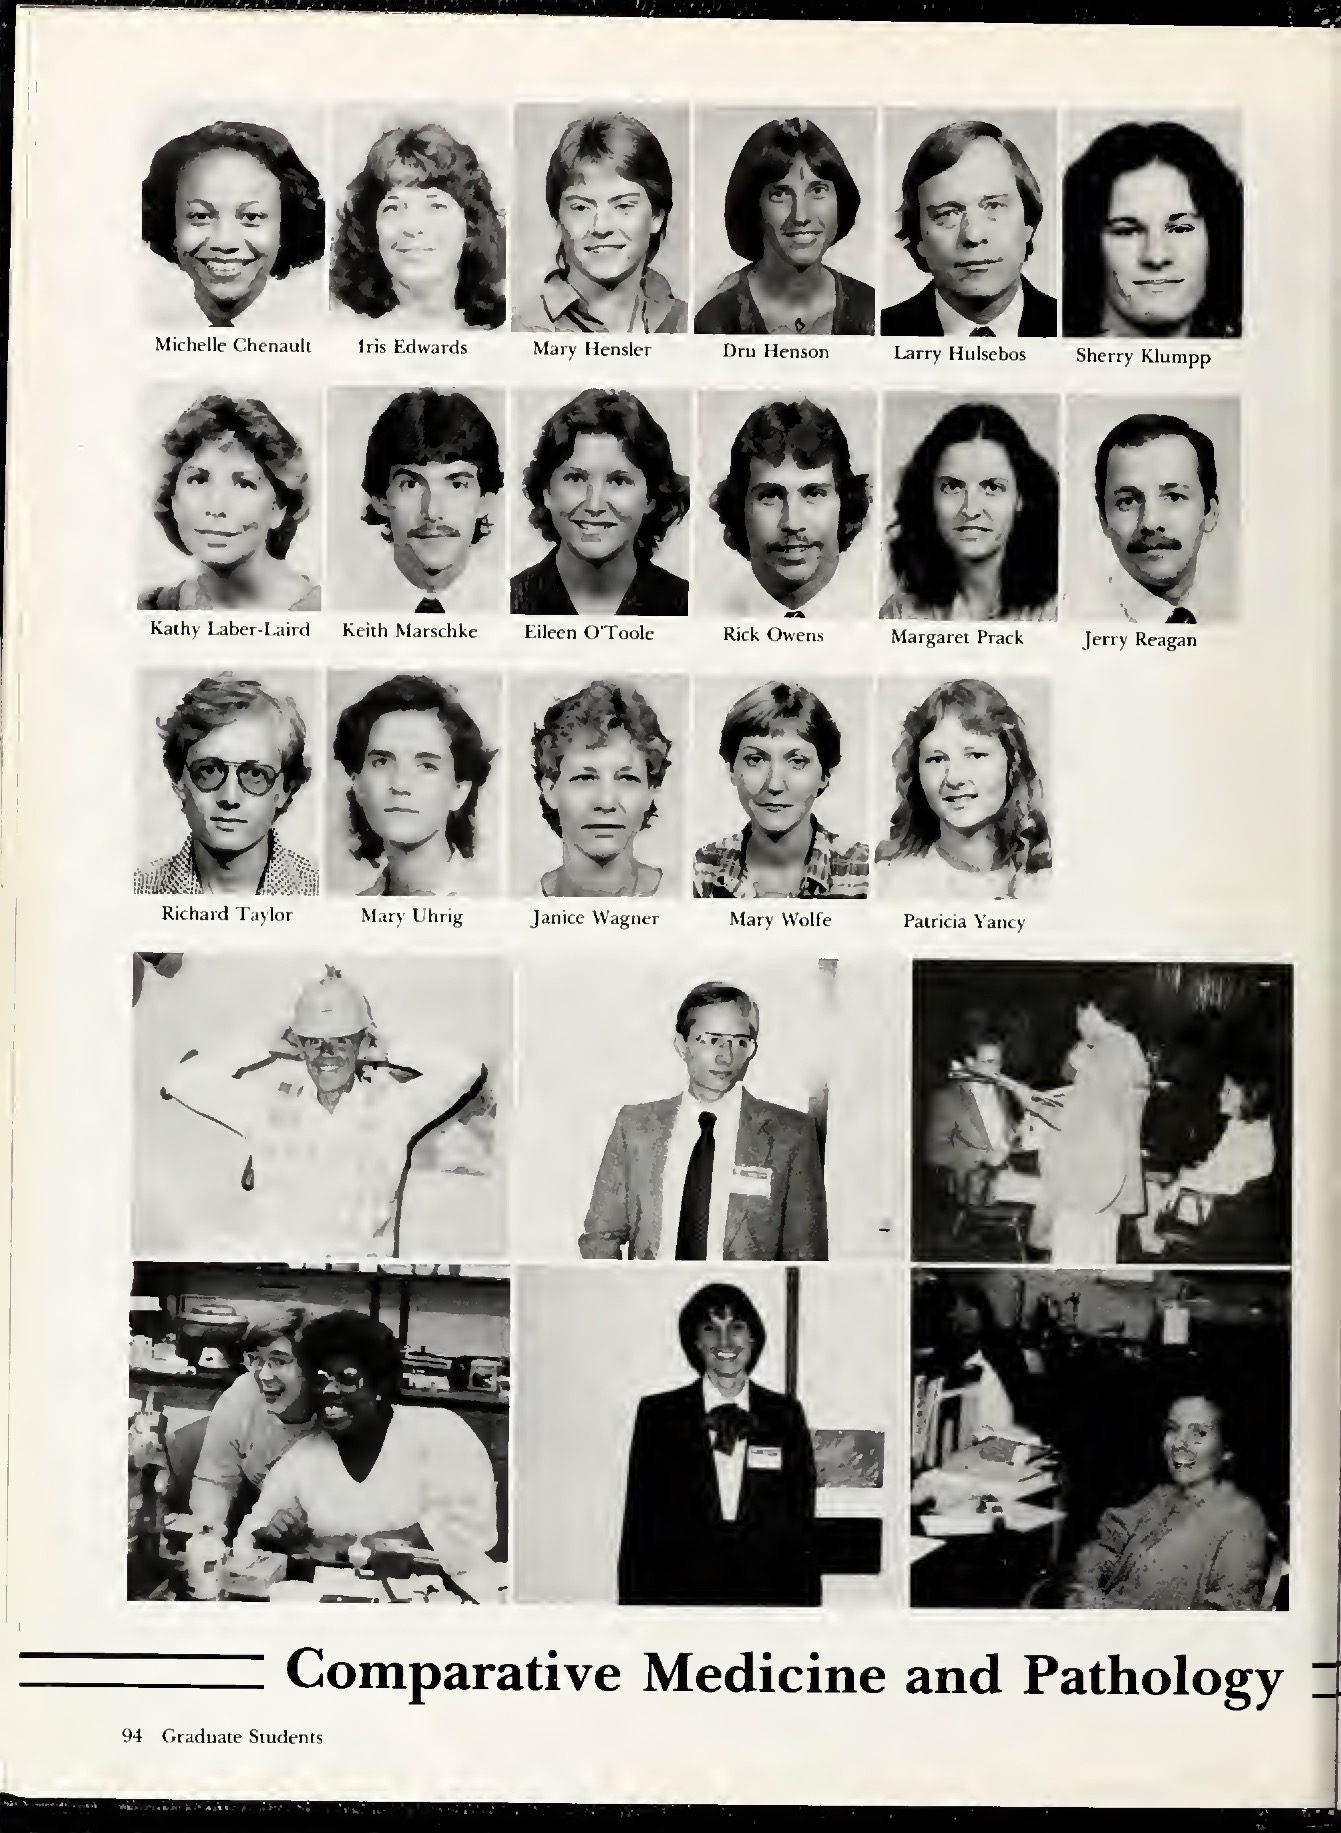 Michelle Chenault Iris Edwards Mary Hensler Dru Henson Larry Hulsebos Sherry Klumpp
Kathy Laber-Laird Keith Marschke Eileen O'Toole Rick Owens Margaret Prack Jerry Reagan
Richard Taylor Mary Uhrig Janice Wagner Mary Wolfe Patricia Yancy
Comparative Medicine and Pathology
94 Graduate Students